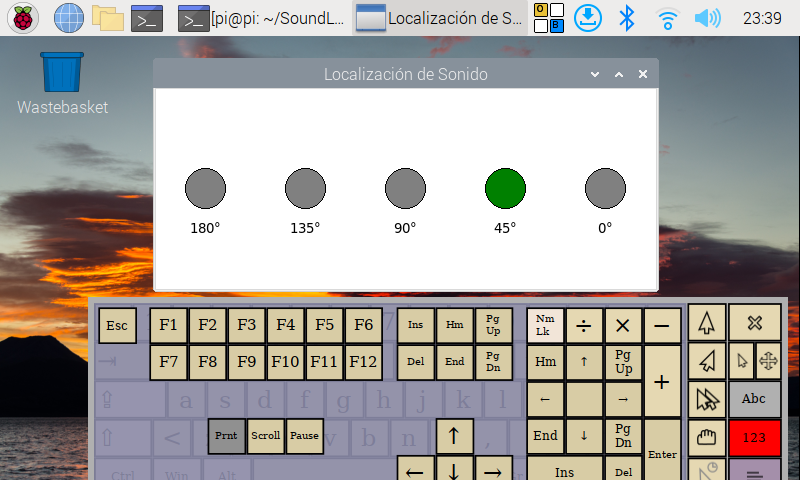 [pi@pi: ~/SoundL... Localización de S... 23:39
Wastebasket
Localización de Sonido
180° 135° 90° 45° 0°
Esc F1 F2 F3 F4 F5 F6 Ins Hm Pg Up Nm Lk ÷ × −
F7 F8 F9 F10 F11 F12 Del End Pg Dn Hm ↑ Pg Up +
a s d f g h j k l ← → Abc
Prnt Scroll Pause < v b n , ↑ End ↓ Pg Dn Enter 123
Ctrl Win Alt ← ↓ → Ins Del